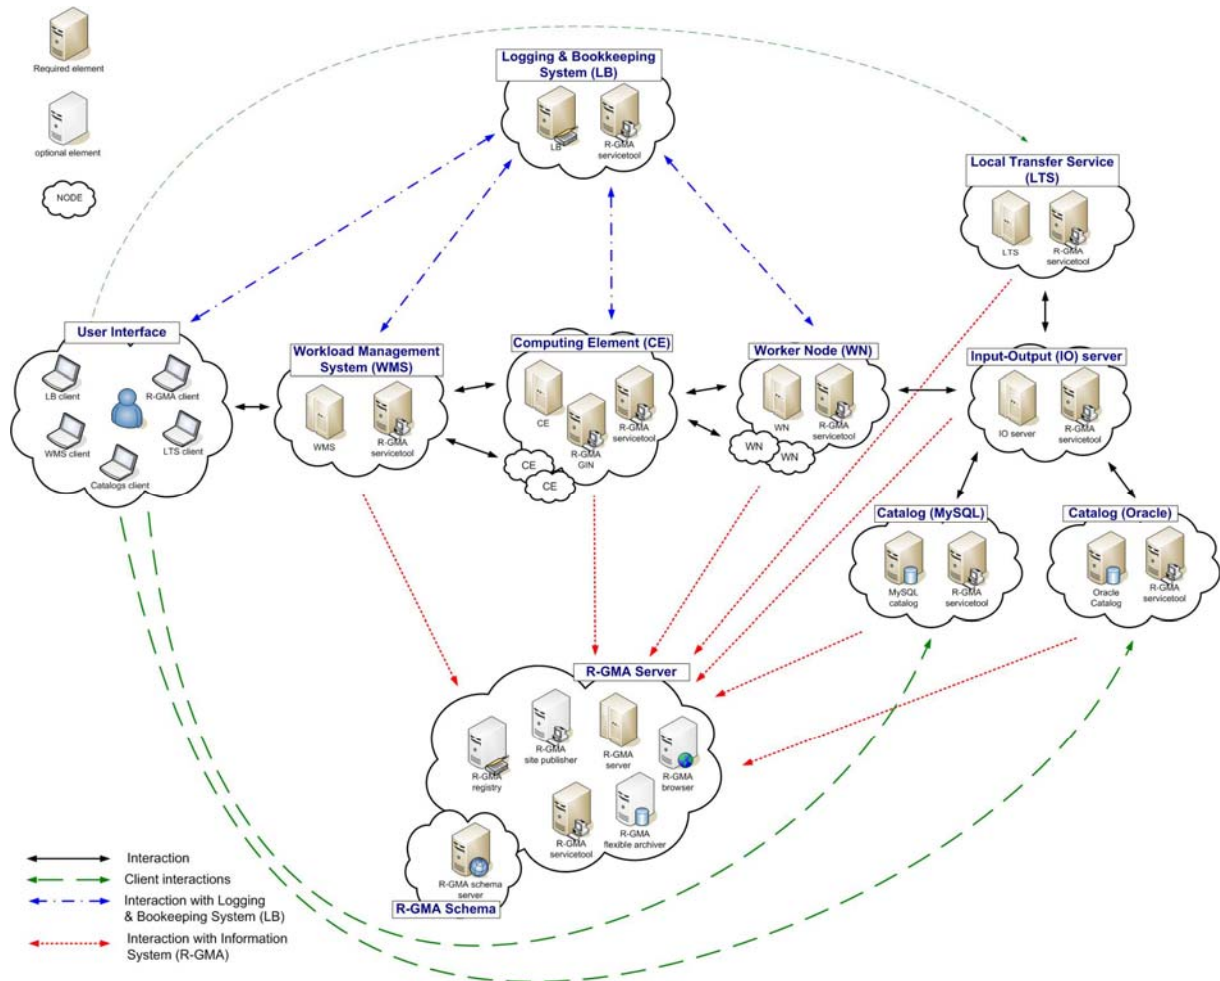 Required element
optional element
NODE
Logging & Bookkeeping
System (LB)
LB
R-GMA
servicetool
Local Transfer Service
(LTS)
LTS
R-GMA
servicetool
User Interface
LB client
R-GMA client
WMS client
LTS client
Catalogs client
Workload Management
System (WMS)
WMS
R-GMA
servicetool
Computing Element (CE)
CE
R-GMA
servicetool
R-GMA
GIN
CE
CE
Worker Node (WN)
WN
R-GMA
servicetool
WN
WN
Input-Output (IO) server
IO server
R-GMA
servicetool
Catalog (MySQL)
MySQL
catalog
R-GMA
servicetool
Catalog (Oracle)
Oracle
Catalog
R-GMA
servicetool
R-GMA Server
R-GMA
registry
R-GMA
site publisher
R-GMA
server
R-GMA
browser
R-GMA
servicetool
R-GMA
flexible archiver
R-GMA schema
server
R-GMA Schema
Interaction
Client interactions
Interaction with Logging
& Bookeeping System (LB)
Interaction with Information
System (R-GMA)